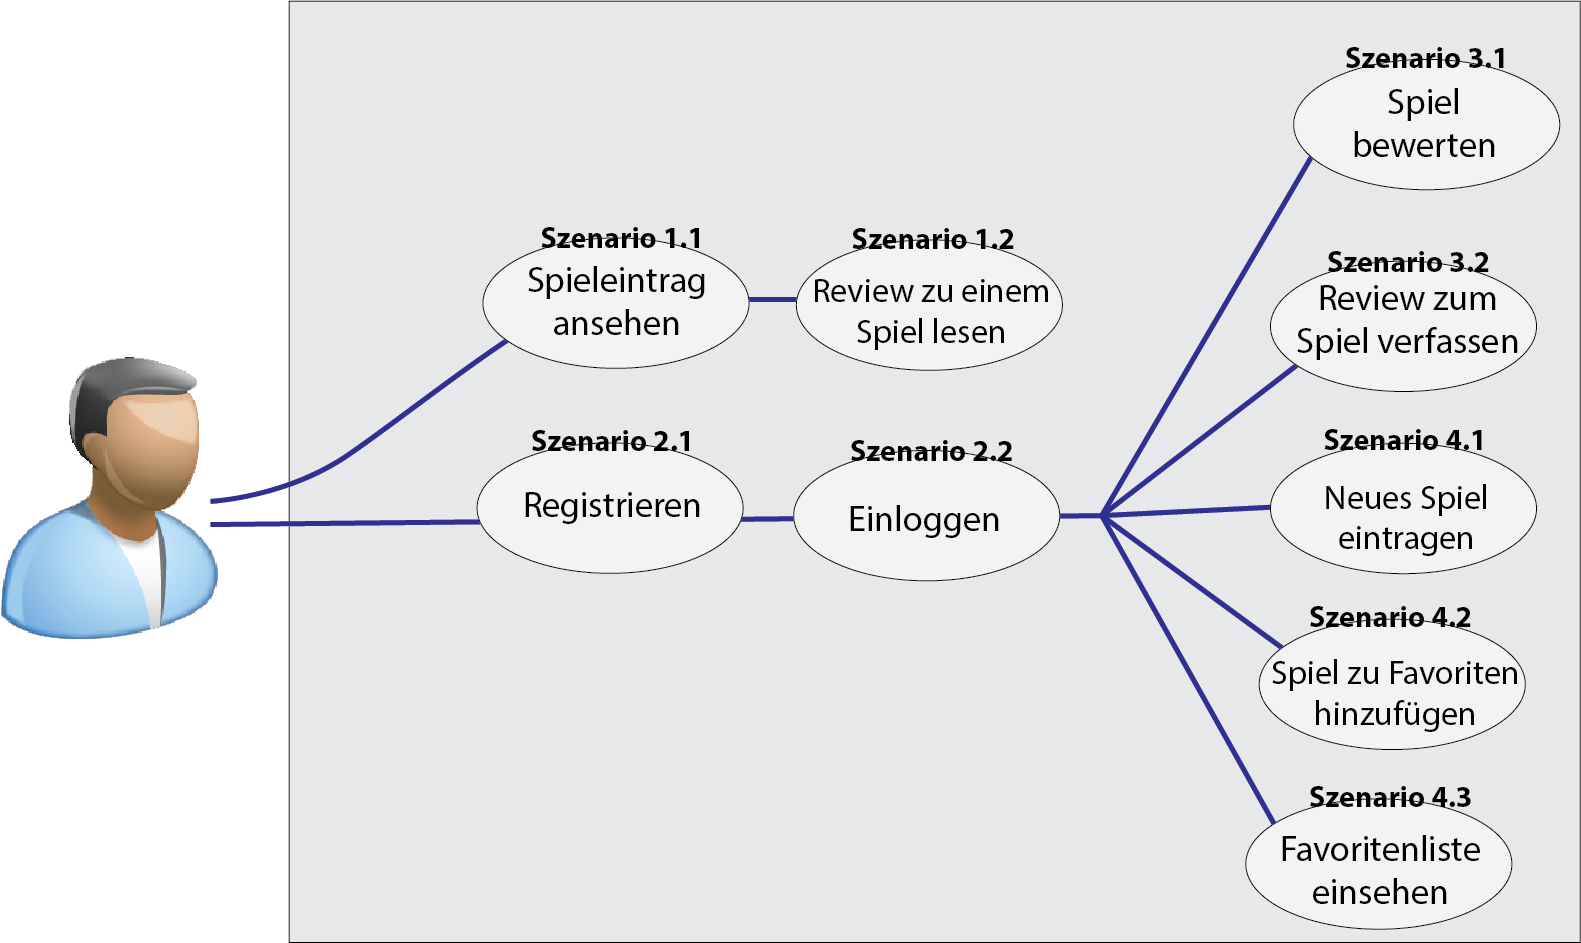 Szenario 1.1
Spieleintrag
ansehen
Szenario 1.2
Review zu einem
Spiel lesen
Szenario 2.1
Registrieren
Szenario 2.2
Einloggen
Szenario 3.1
Spiel
bewerten
Szenario 3.2
Review zum
Spiel verfassen
Szenario 4.1
Neues Spiel
eintragen
Szenario 4.2
Spiel zu Favoriten
hinzufügen
Szenario 4.3
Favoritenliste
einsehen